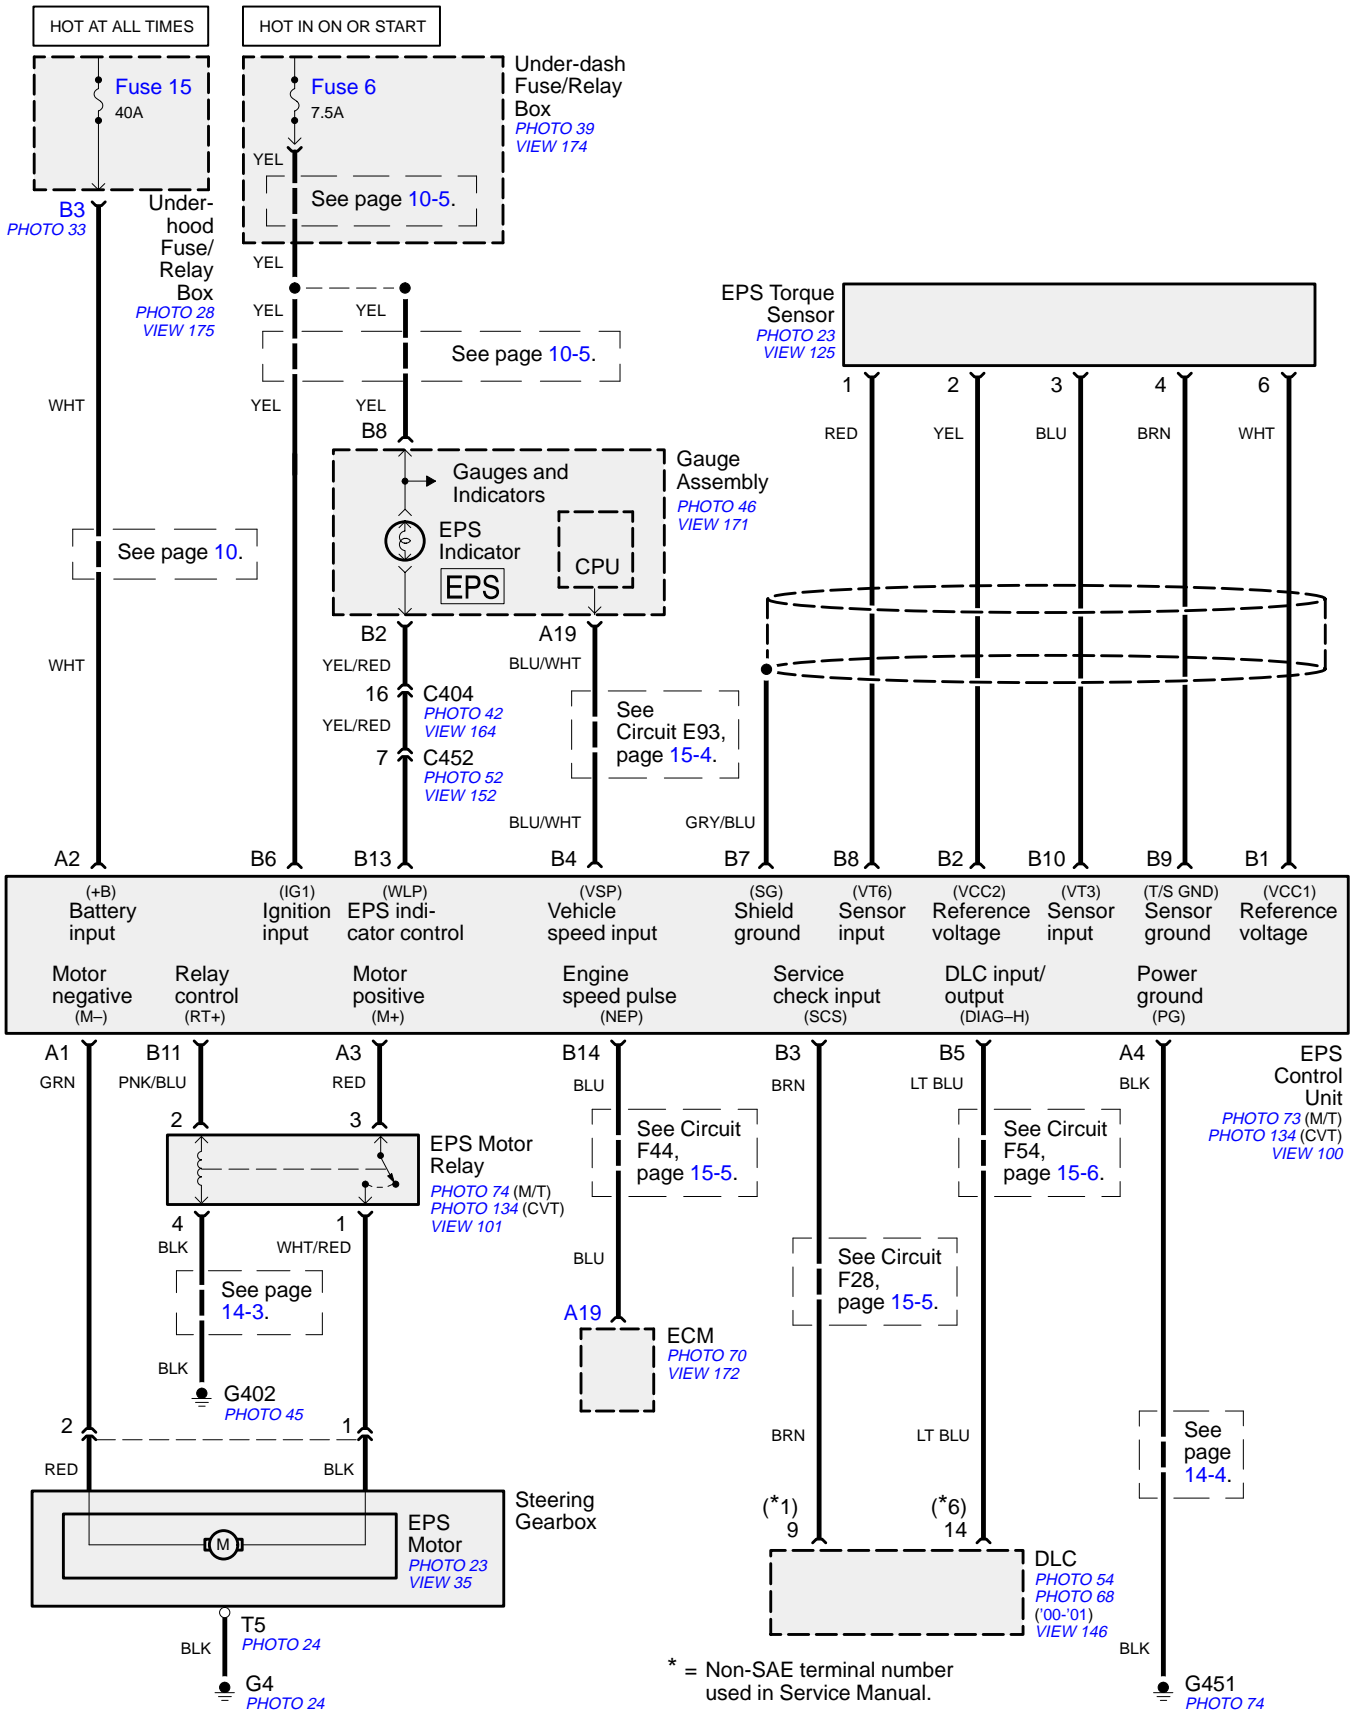 HOT AT ALL TIMES
HOT IN ON OR START
Fuse 15
40A
Fuse 6
7.5A
Under-dash
Fuse/Relay
Box
PHOTO 39
VIEW 174
YEL
See page 10-5.
B3
PHOTO 33
Under-
hood
Fuse/
Relay
Box
PHOTO 28
VIEW 175
YEL
YEL
YEL
See page 10-5.
EPS Torque
Sensor
PHOTO 23
VIEW 125
1
2
3
4
6
WHT
YEL
YEL
RED
YEL
BLU
BRN
WHT
B8
Gauges and
Indicators
EPS
Indicator
EPS
CPU
Gauge
Assembly
PHOTO 46
VIEW 171
See page 10.
B2
A19
WHT
YEL/RED
BLU/WHT
16
C404
PHOTO 42
VIEW 164
YEL/RED
See
Circuit E93,
page 15-4.
7
C452
PHOTO 52
VIEW 152
BLU/WHT
GRY/BLU
A2
B6
B13
B4
B7
B8
B2
B10
B9
B1
(+B)
Battery
input
(IG1)
Ignition
input
(WLP)
EPS indi-
cator control
(VSP)
Vehicle
speed input
(SG)
Shield
ground
(VT6)
Sensor
input
(VCC2)
Reference
voltage
(VT3)
Sensor
input
(T/S GND)
Sensor
ground
(VCC1)
Reference
voltage
Motor
negative
(M–)
Relay
control
(RT+)
Motor
positive
(M+)
Engine
speed pulse
(NEP)
Service
check input
(SCS)
DLC input/
output
(DIAG–H)
Power
ground
(PG)
A1
B11
A3
B14
B3
B5
A4
EPS
Control
Unit
PHOTO 73 (M/T)
PHOTO 134 (CVT)
VIEW 100
GRN
PNK/BLU
RED
BLU
BRN
LT BLU
BLK
2
3
EPS Motor
Relay
PHOTO 74 (M/T)
PHOTO 134 (CVT)
VIEW 101
See Circuit
F44,
page 15-5.
See Circuit
F54,
page 15-6.
4
1
BLK
WHT/RED
BLU
See Circuit
F28,
page 15-5.
See page
14-3.
A19
ECM
PHOTO 70
VIEW 172
BLK
G402
PHOTO 45
2
1
BRN
LT BLU
See
page
14-4.
RED
BLK
Steering
Gearbox
EPS
Motor
PHOTO 23
VIEW 35
M
(*1)
9
(*6)
14
DLC
PHOTO 54
PHOTO 68
('00-'01)
VIEW 146
T5
PHOTO 24
BLK
BLK
G4
PHOTO 24
* = Non-SAE terminal number
used in Service Manual.
G451
PHOTO 74